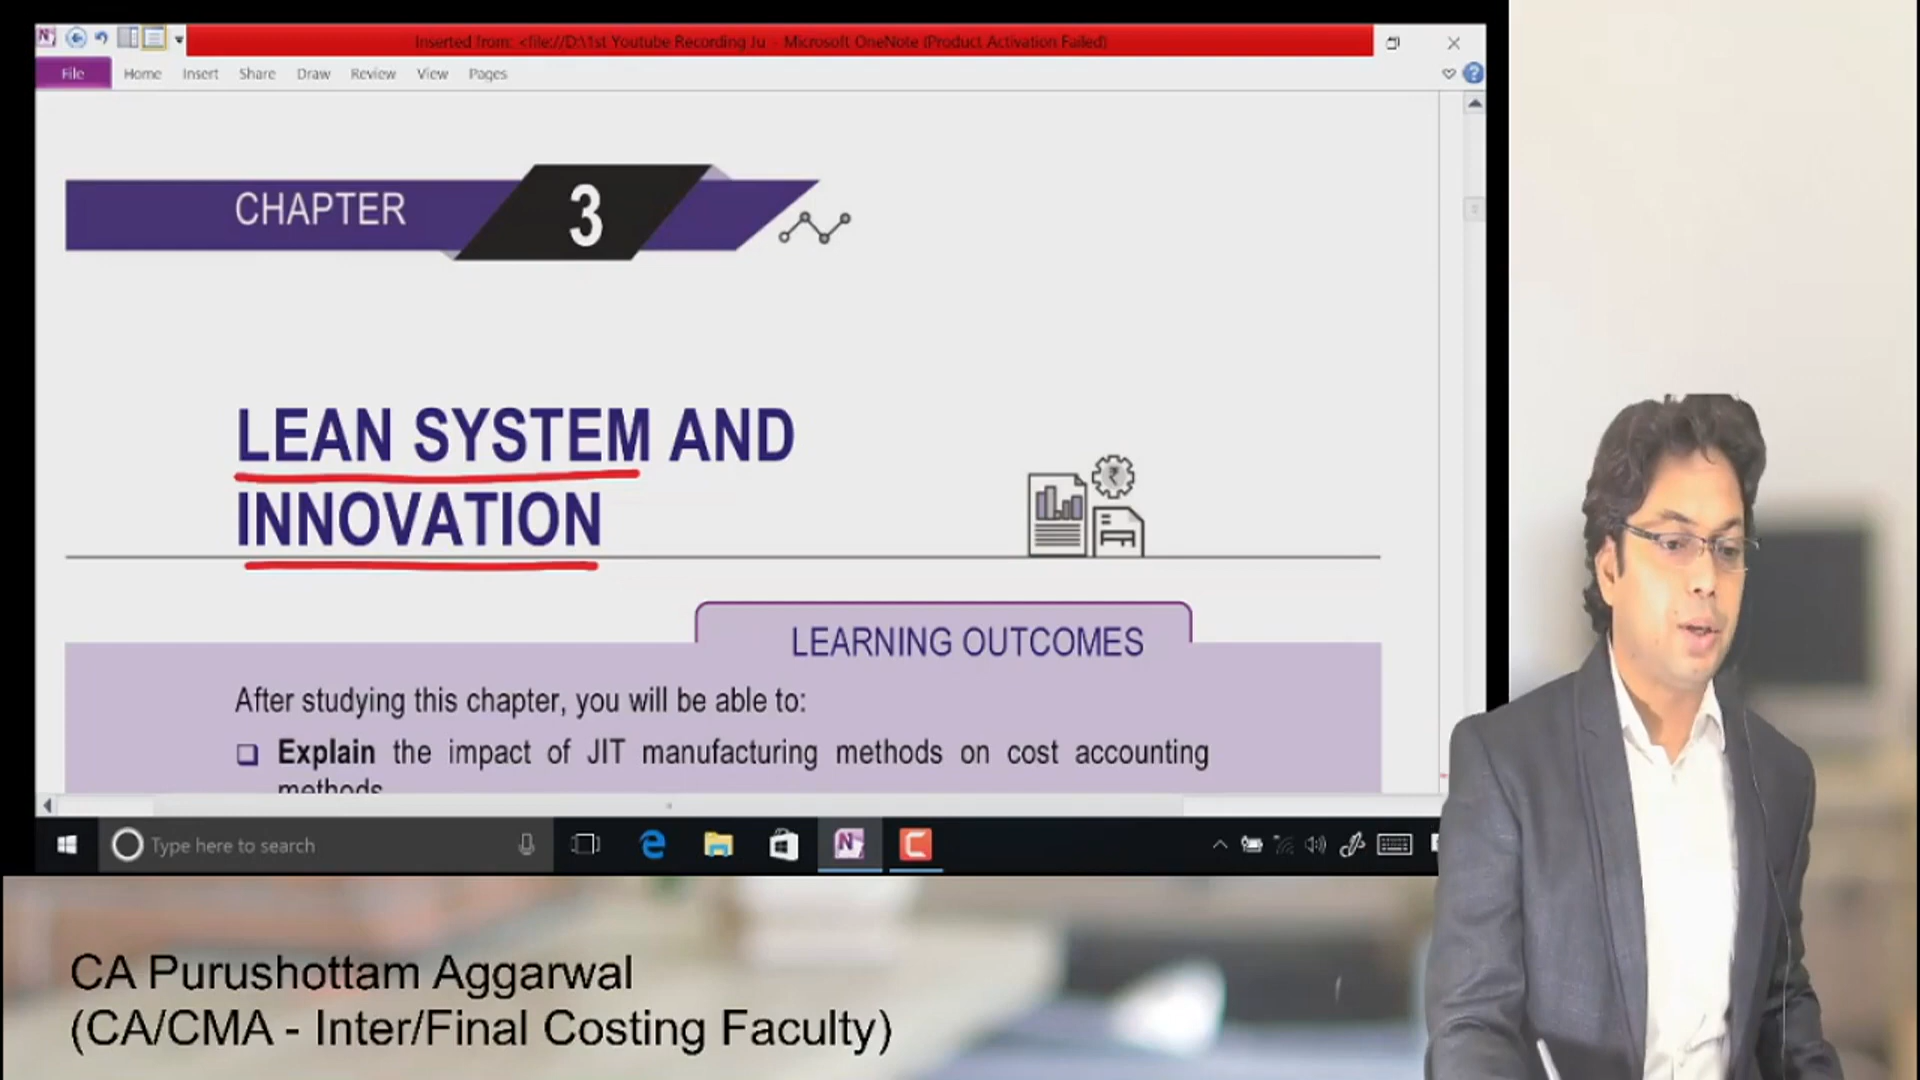 Inserted from: <file://D:\1st Youtube Recording Ju - Microsoft OneNote (Product Activation Failed)
File Home Insert Share Draw Review View Pages
CHAPTER 3
LEAN SYSTEM AND
INNOVATION
LEARNING OUTCOMES
After studying this chapter, you will be able to:
Explain the impact of JIT manufacturing methods on cost accounting
methods
Type here to search
CA Purushottam Aggarwal
(CA/CMA - Inter/Final Costing Faculty)